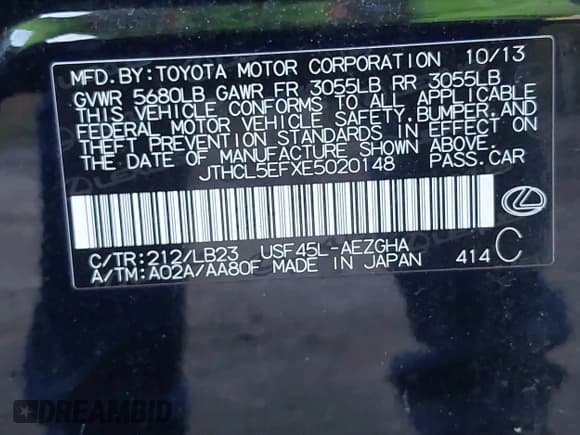 MFD.BY:TOYOTA MOTOR CORPORATION 10/13
GVWR 5680LB GAWR FR 3055LB RR 3055LB
THIS VEHICLE CONFORMS TO ALL APPLICABLE
FEDERAL MOTOR VEHICLE SAFETY,BUMPER,AND
THEFT PREVENTION STANDARDS IN EFFECT ON
THE DATE OF MANUFACTURE SHOWN ABOVE.
JTHCL5EFXE5020148 PASS.CAR
C/TR:212/LB23 USF45L-AEZGHA
A/TM:A02A/AA80F MADE IN JAPAN 414 C
DREAMBID